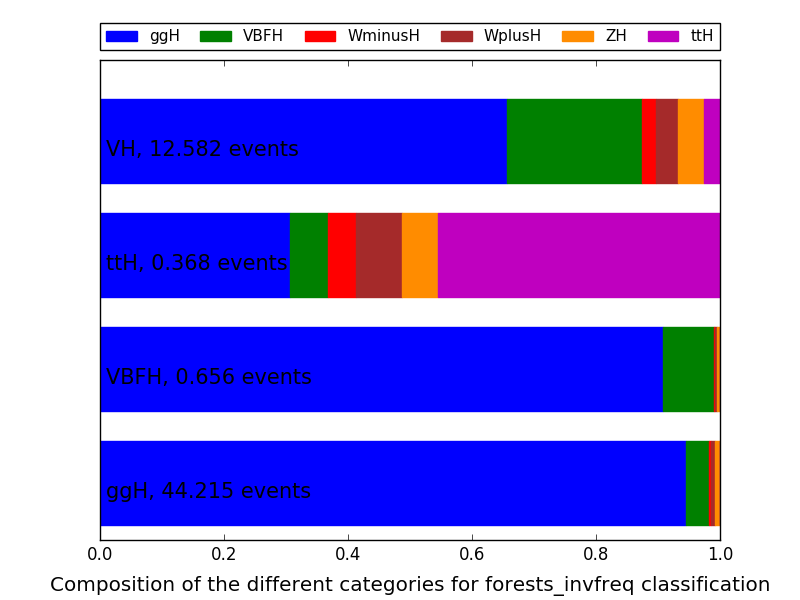 ggH VBFH WminusH WplusH ZH ttH
VH, 12.582 events
ttH, 0.368 events
VBFH, 0.656 events
ggH, 44.215 events
0.0 0.2 0.4 0.6 0.8 1.0
Composition of the different categories for forests_invfreq classification